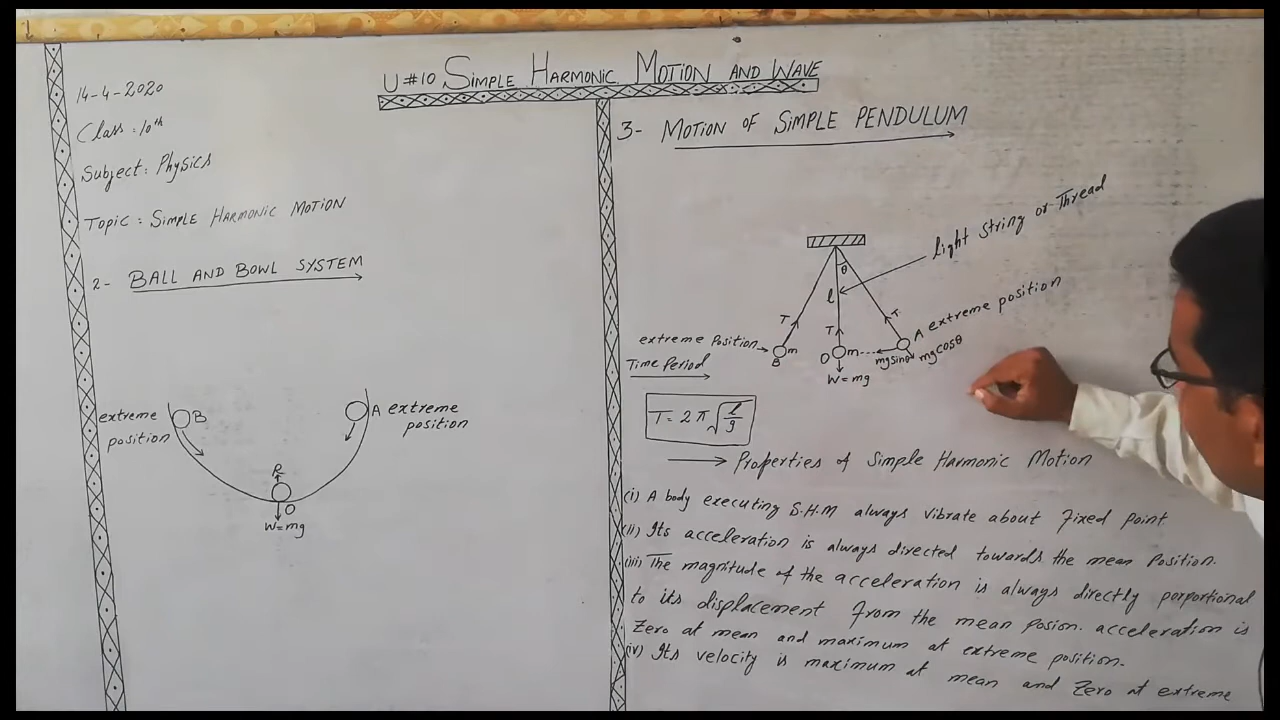 U#10 SIMPLE HARMONIC MOTION AND WAVE
14-4-2020
Class: 10th
Subject: Physics
Topic: SIMPLE HARMONIC MOTION
2- BALL AND BOWL SYSTEM
extreme position
B
A extreme position
R
O
W=mg
3- MOTION OF SIMPLE PENDULUM
light string or Thread
θ
l
T
T
T
A extreme position
extreme Position
m
B
O
m
mgsinθ
mgcosθ
W=mg
Time Period
T = 2π√l/g
Properties of Simple Harmonic Motion
(i) A body executing S.H.M always vibrate about fixed point
(ii) Its acceleration is always directed towards the mean Position.
(iii) The magnitude of the acceleration is always directly porportional
to its displacement from the mean posion. acceleration is
Zero at mean and maximum at extreme position.
(iv) Its velocity is maximum at mean and Zero at extreme